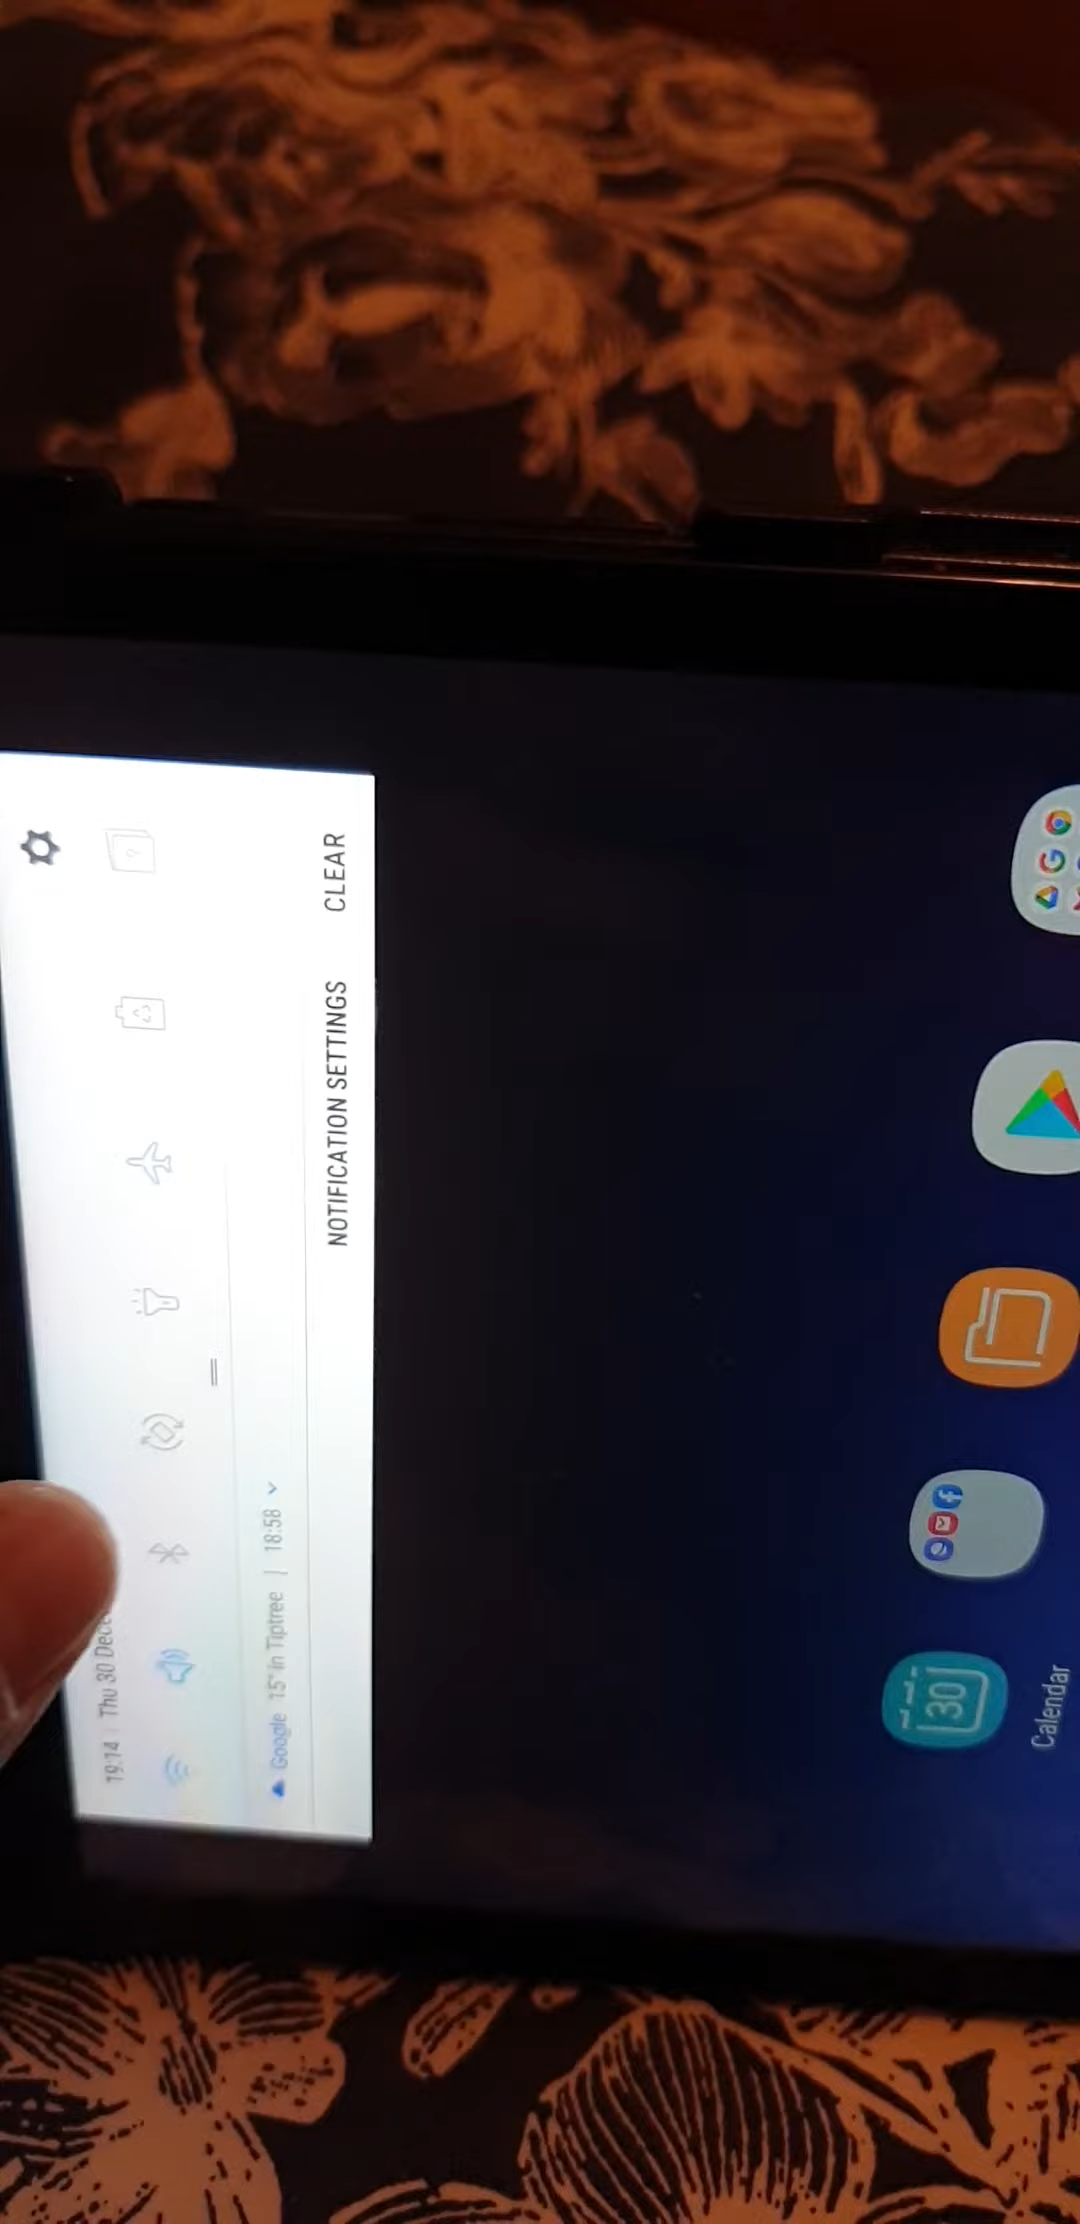 19:14 | Thu 30 Dece
Google 15° in Tiptree | 18:58
NOTIFICATION SETTINGS CLEAR
30
Calendar